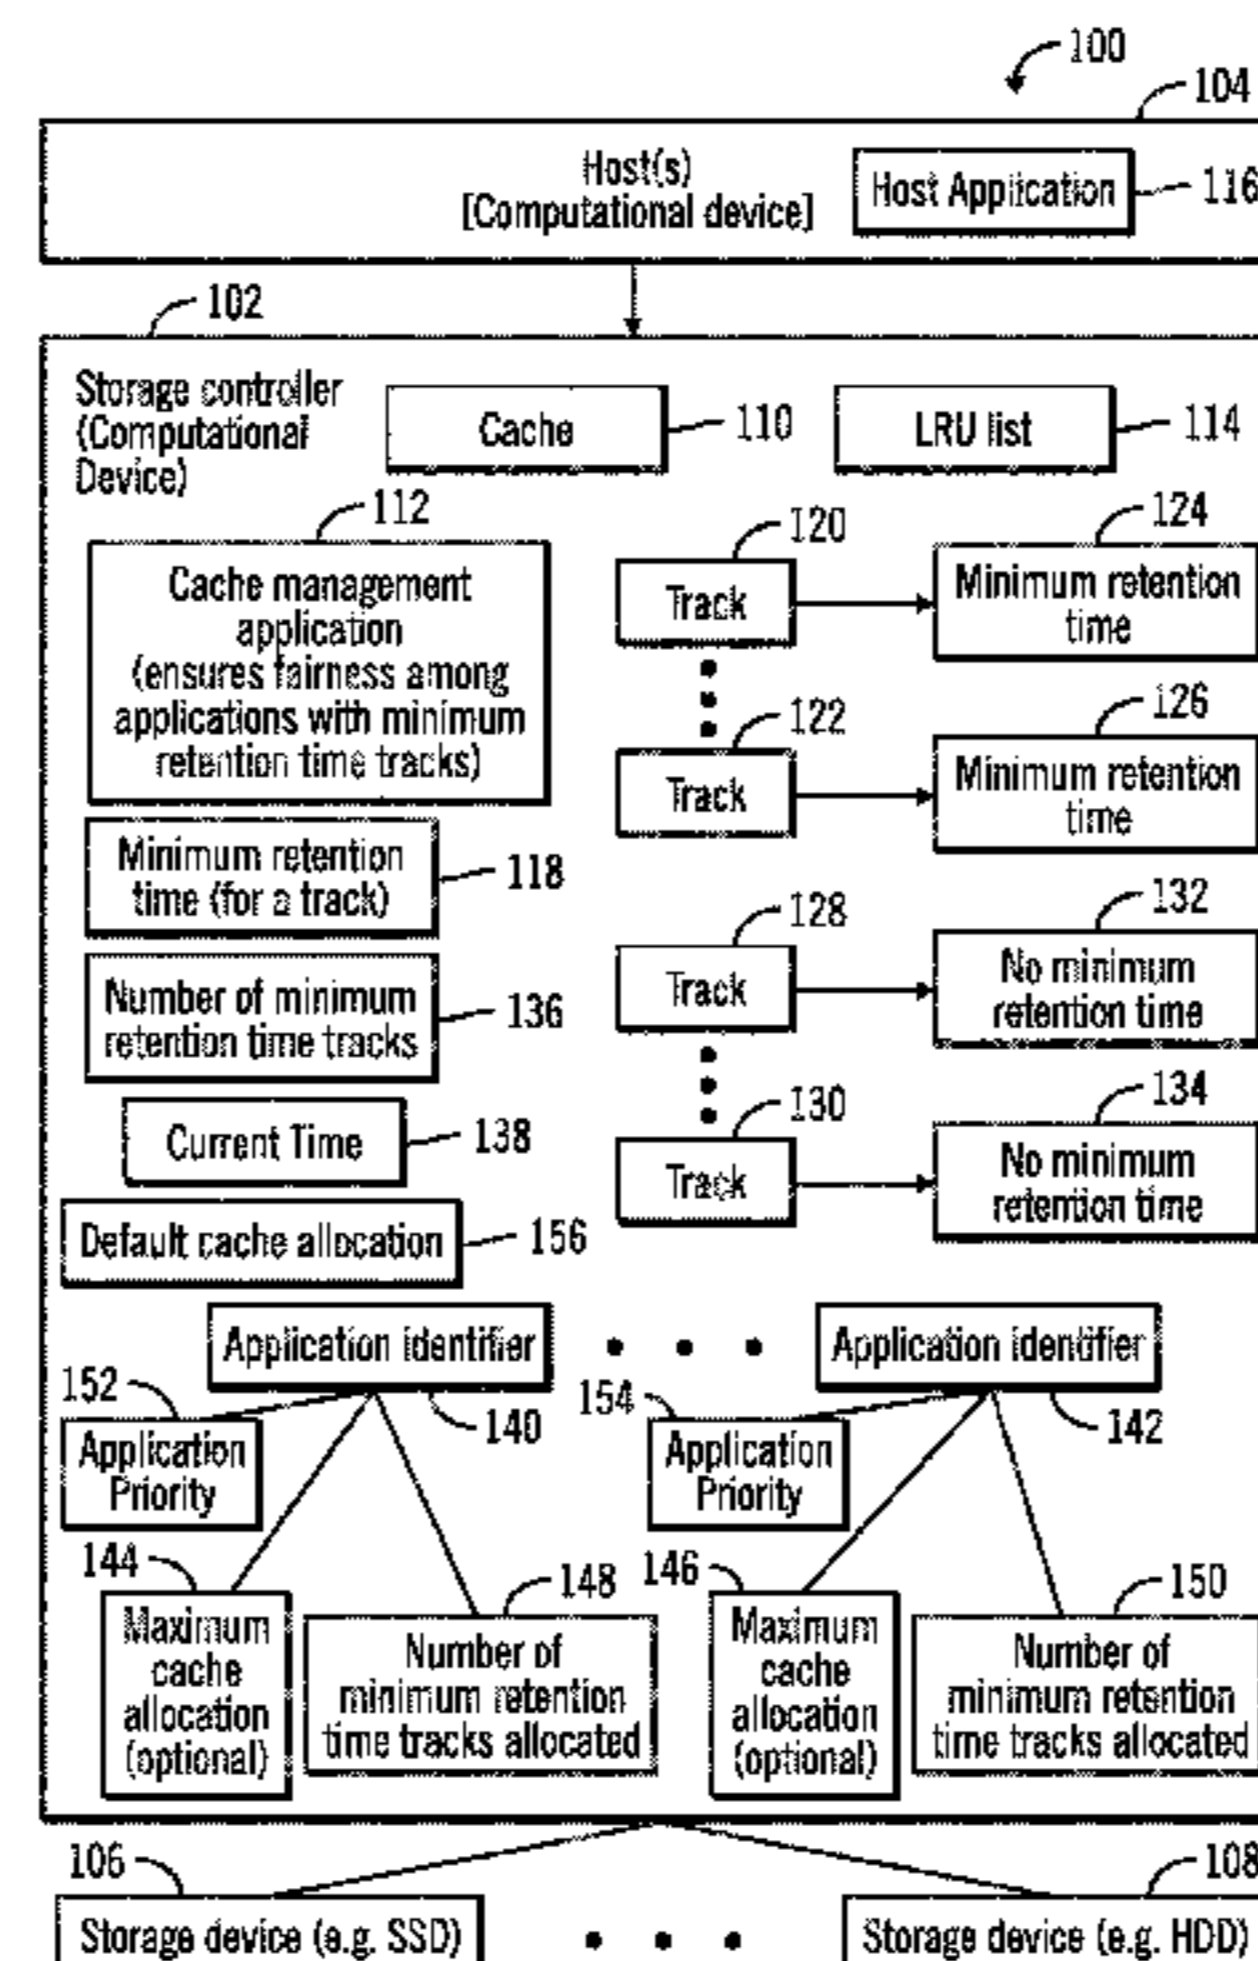 100
104
Host(s)
[Computational device]
Host Application
116
102
Storage controller
(Computational
Device)
Cache
110
LRU list
114
112
Cache management
application
(ensures fairness among
applications with minimum
retention time tracks)
120
Track
124
Minimum retention
time
122
Track
126
Minimum retention
time
Minimum retention
time (for a track)
118
128
Track
132
No minimum
retention time
Number of minimum
retention time tracks
136
130
Track
134
No minimum
retention time
Current Time
138
Default cache allocation
156
Application identifier
140
Application identifier
142
152
Application
Priority
154
Application
Priority
144
Maximum
cache
allocation
(optional)
148
Number of
minimum retention
time tracks allocated
146
Maximum
cache
allocation
(optional)
150
Number of
minimum retention
time tracks allocated
106
Storage device (e.g. SSD)
108
Storage device (e.g. HDD)